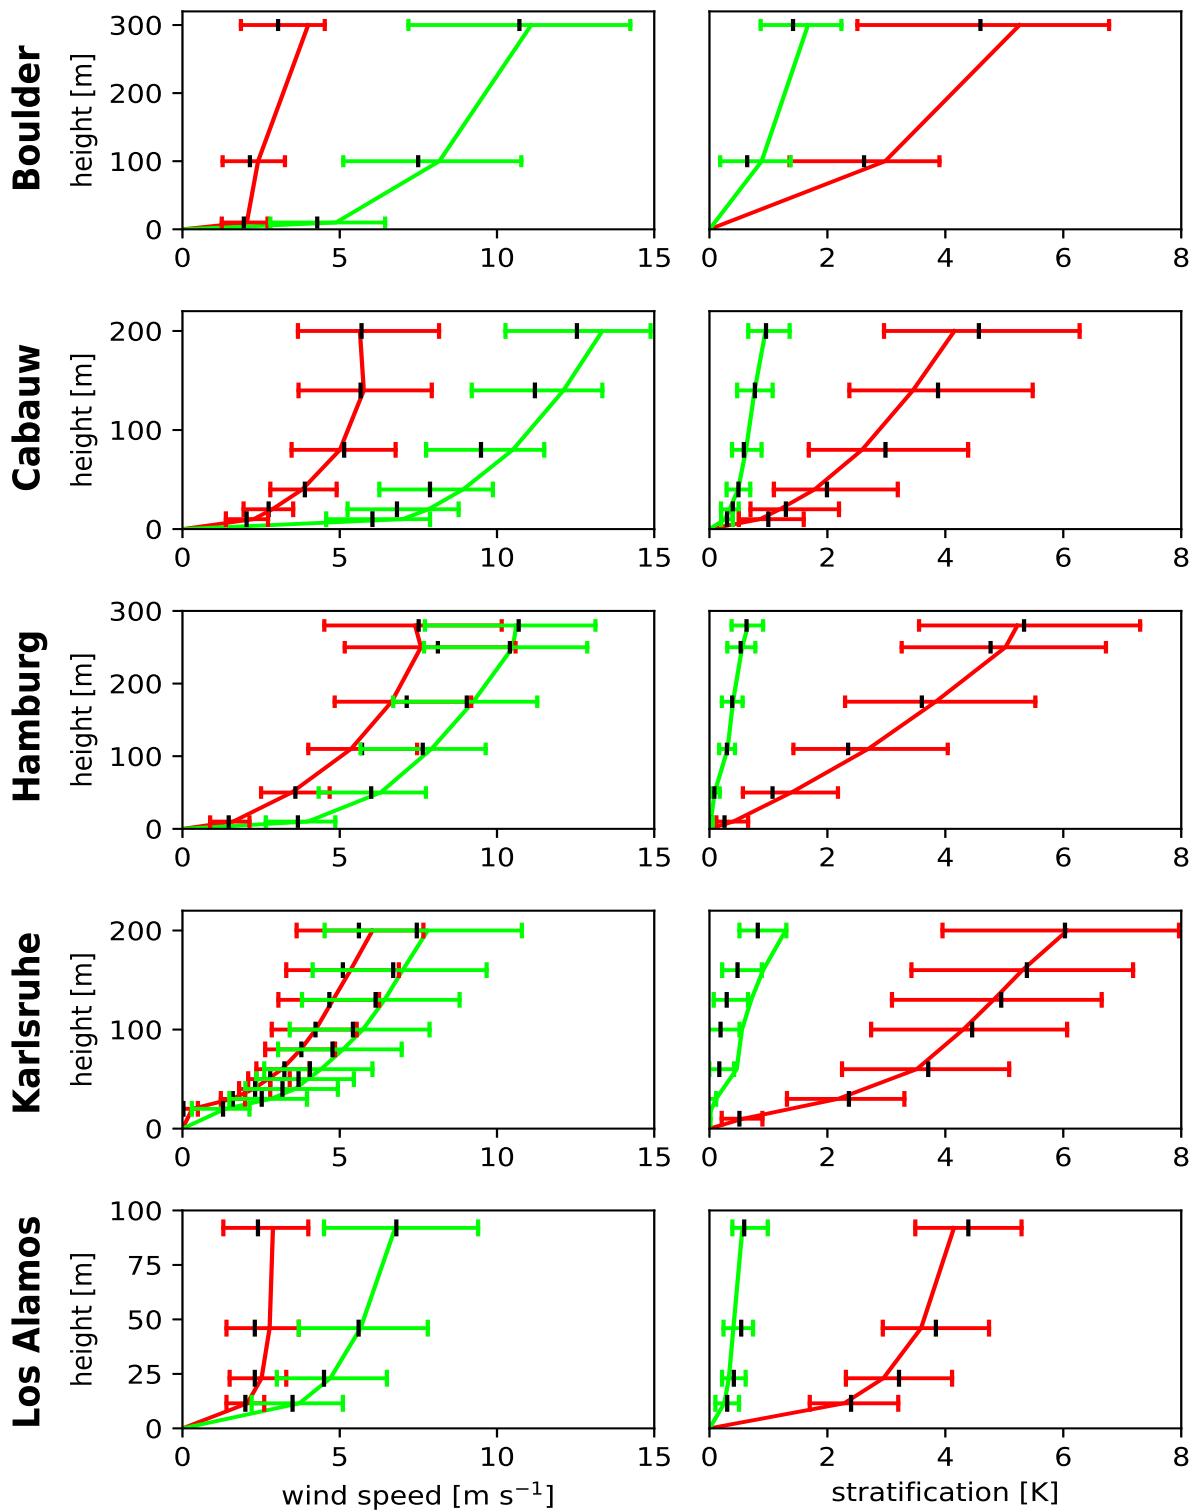 Boulder
height [m]
300
200
100
0
0 5 10 15
0 2 4 6 8
Cabauw
height [m]
200
100
0
0 5 10 15
0 2 4 6 8
Hamburg
height [m]
300
200
100
0
0 5 10 15
0 2 4 6 8
Karlsruhe
height [m]
200
100
0
0 5 10 15
0 2 4 6 8
Los Alamos
height [m]
100
75
50
25
0
0 5 10 15
0 2 4 6 8
wind speed [m s⁻¹]
stratification [K]